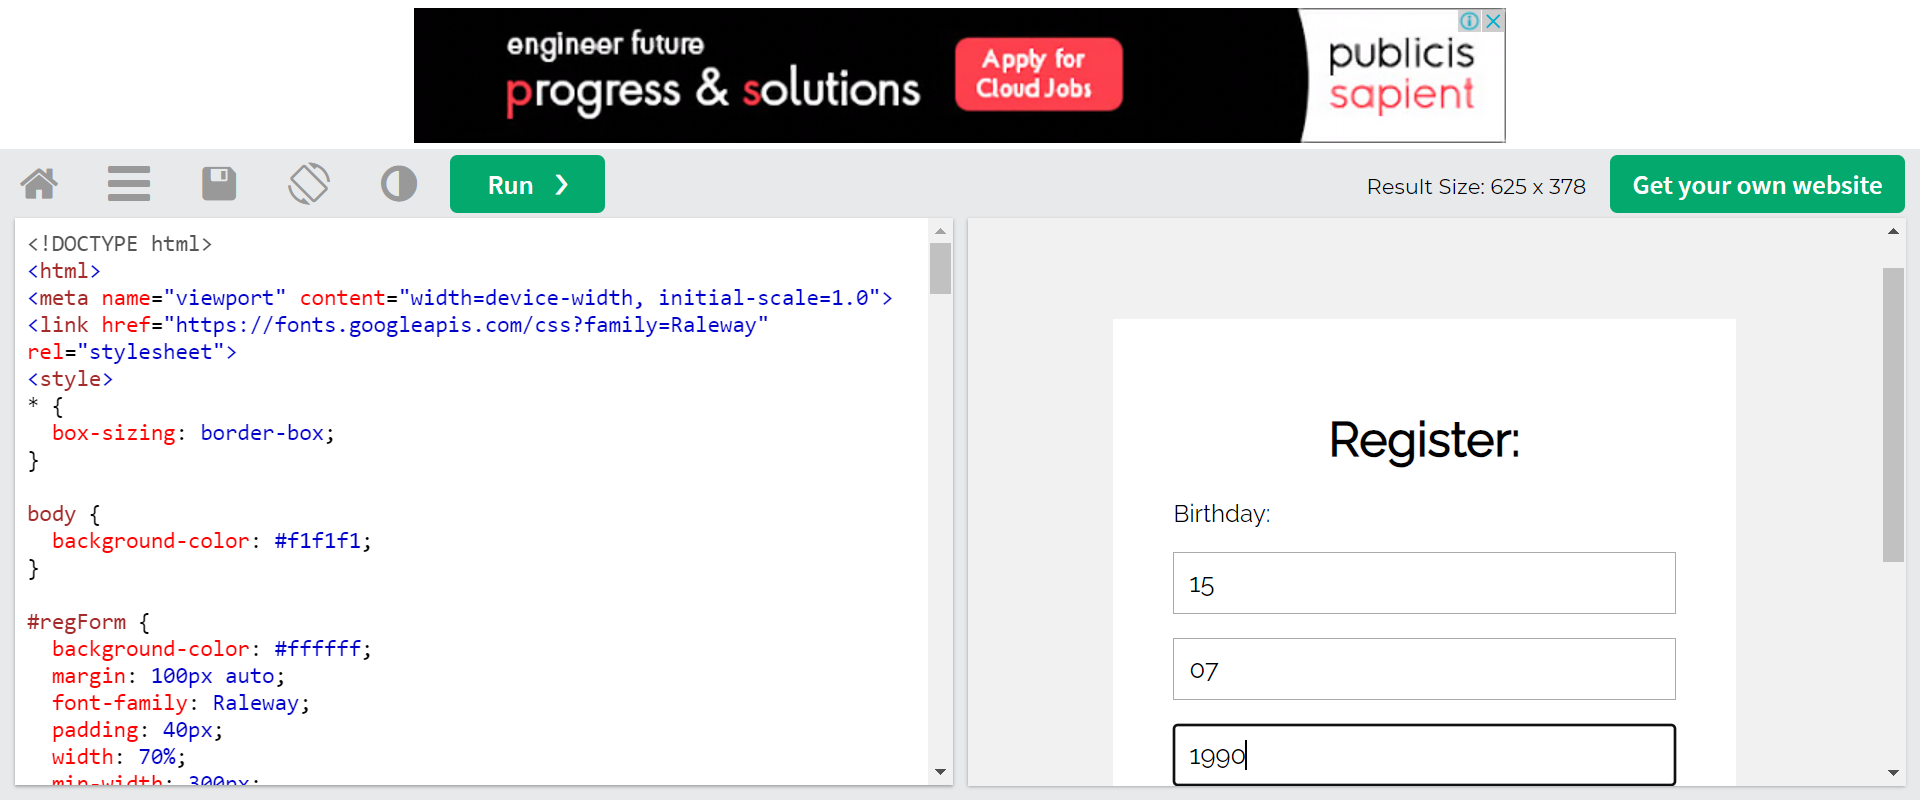 engineer future
progress & solutions
Apply for
Cloud Jobs
publicis
sapient
Run ❯
Result Size: 625 x 378
Get your own website
<!DOCTYPE html>
<html>
<meta name="viewport" content="width=device-width, initial-scale=1.0">
<link href="https://fonts.googleapis.com/css?family=Raleway"
rel="stylesheet">
<style>
* {
  box-sizing: border-box;
}
body {
  background-color: #f1f1f1;
}
#regForm {
  background-color: #ffffff;
  margin: 100px auto;
  font-family: Raleway;
  padding: 40px;
  width: 70%;
  min-width: 300px;
Register:
Birthday:
15
07
1990